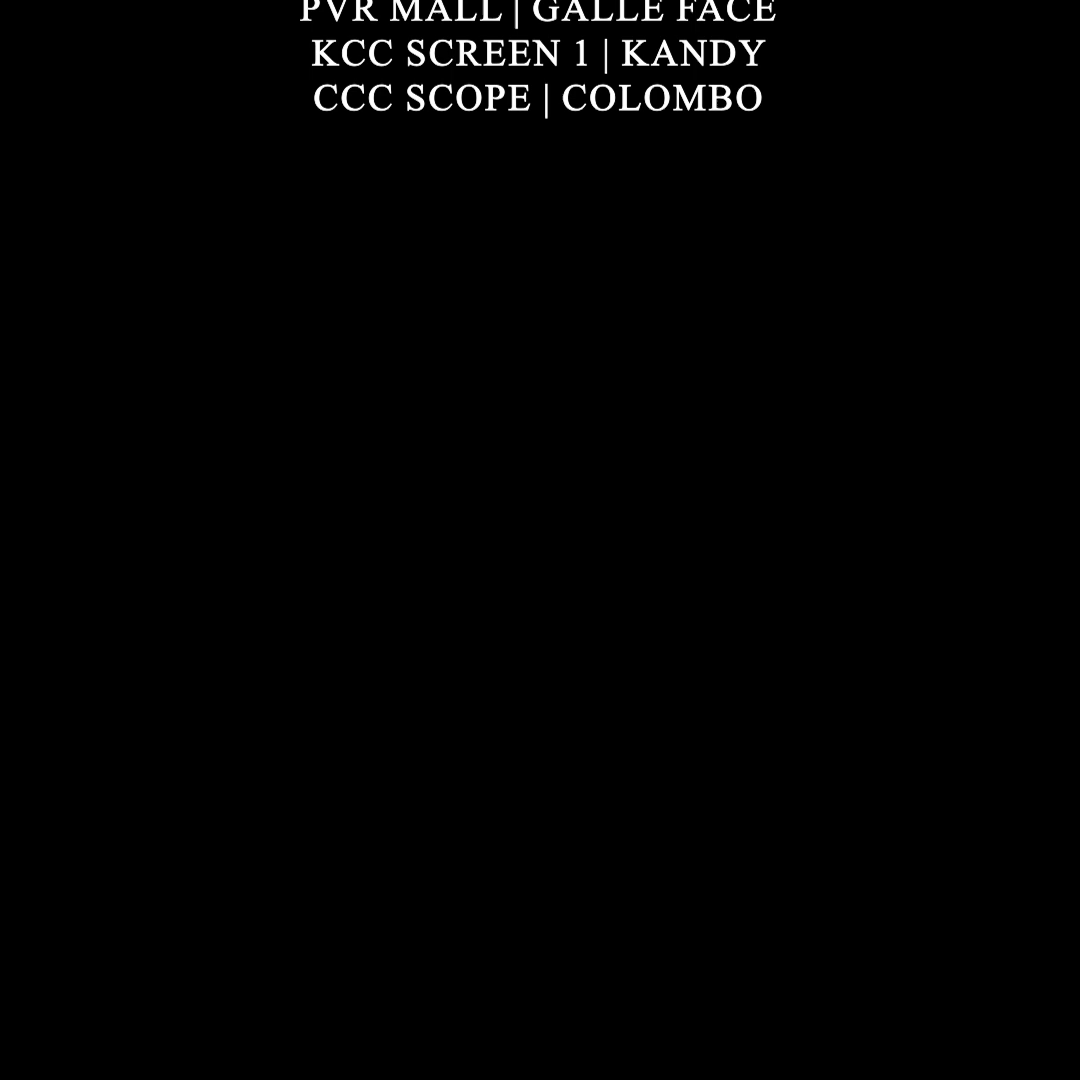 PVR MALL | GALLE FACE
KCC SCREEN 1 | KANDY
CCC SCOPE | COLOMBO